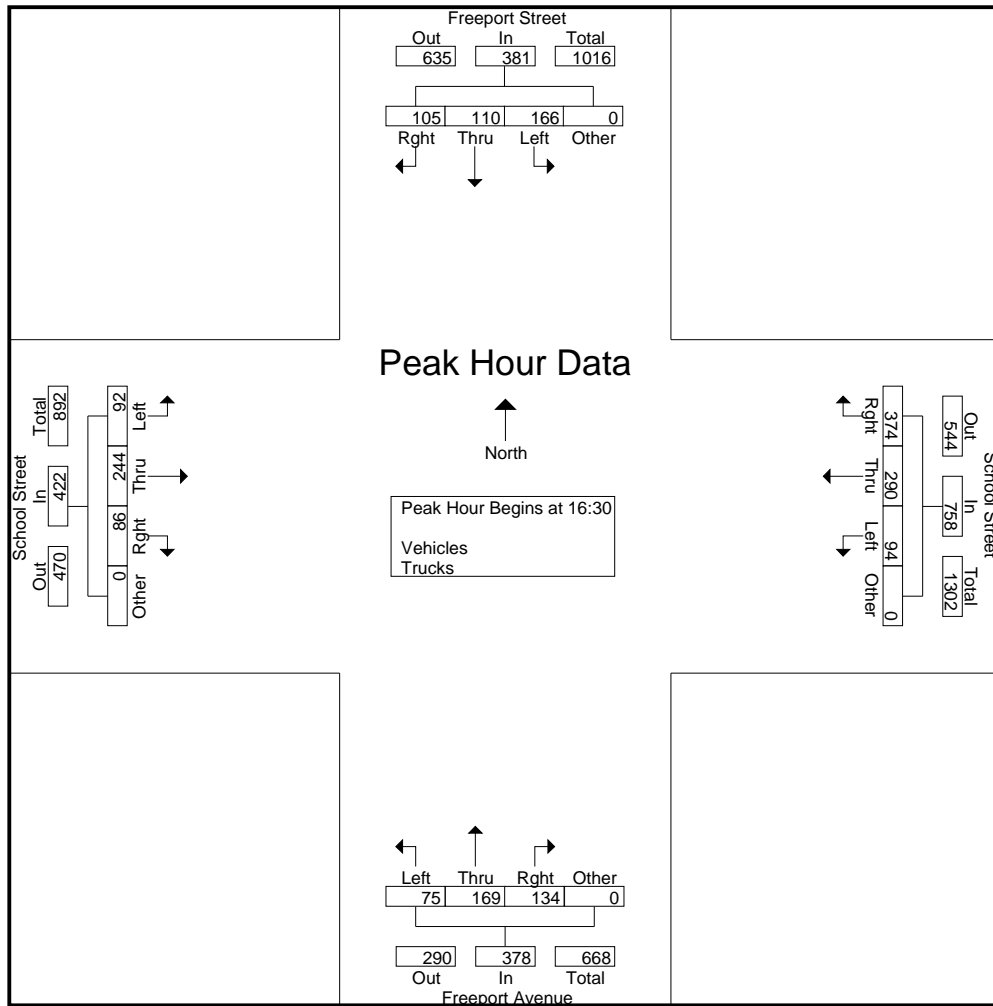 Freeport Street
Out In Total
635 381 1016
105 110 166 0
Rght Thru Left Other
Peak Hour Data
North
Peak Hour Begins at 16:30
Vehicles
Trucks
School Street
Total In Out
892 422 470
92 244 86 0
Left Thru Rght Other
School Street
Out In Total
544 758 1302
374 290 94 0
Rght Thru Left Other
Left Thru Rght Other
75 169 134 0
290 378 668
Out In Total
Freeport Avenue